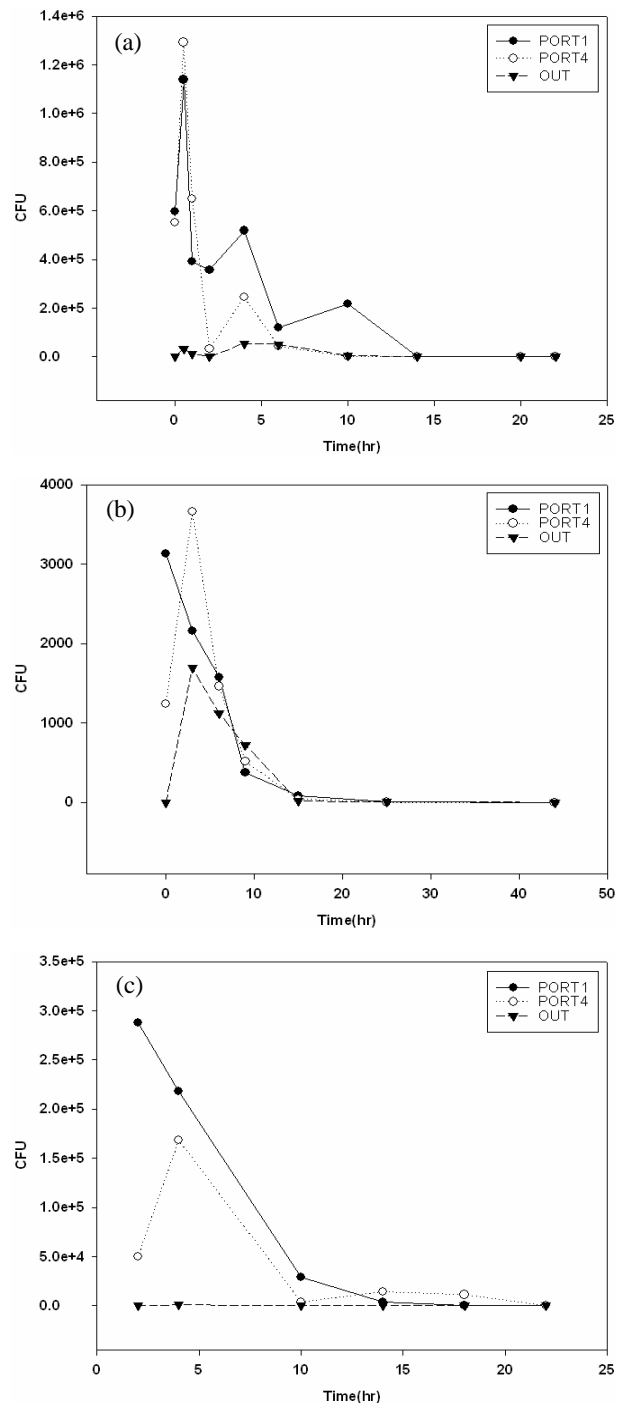 (a)
PORT1
PORT4
OUT
1.4e+6
1.2e+6
1.0e+6
8.0e+5
6.0e+5
4.0e+5
2.0e+5
0.0
CFU
0 5 10 15 20 25
Time(hr)
(b)
PORT1
PORT4
OUT
4000
3000
2000
1000
0
CFU
0 10 20 30 40 50
Time(hr)
(c)
PORT1
PORT4
OUT
3.5e+5
3.0e+5
2.5e+5
2.0e+5
1.5e+5
1.0e+5
5.0e+4
0.0
CFU
0 5 10 15 20 25
Time(hr)